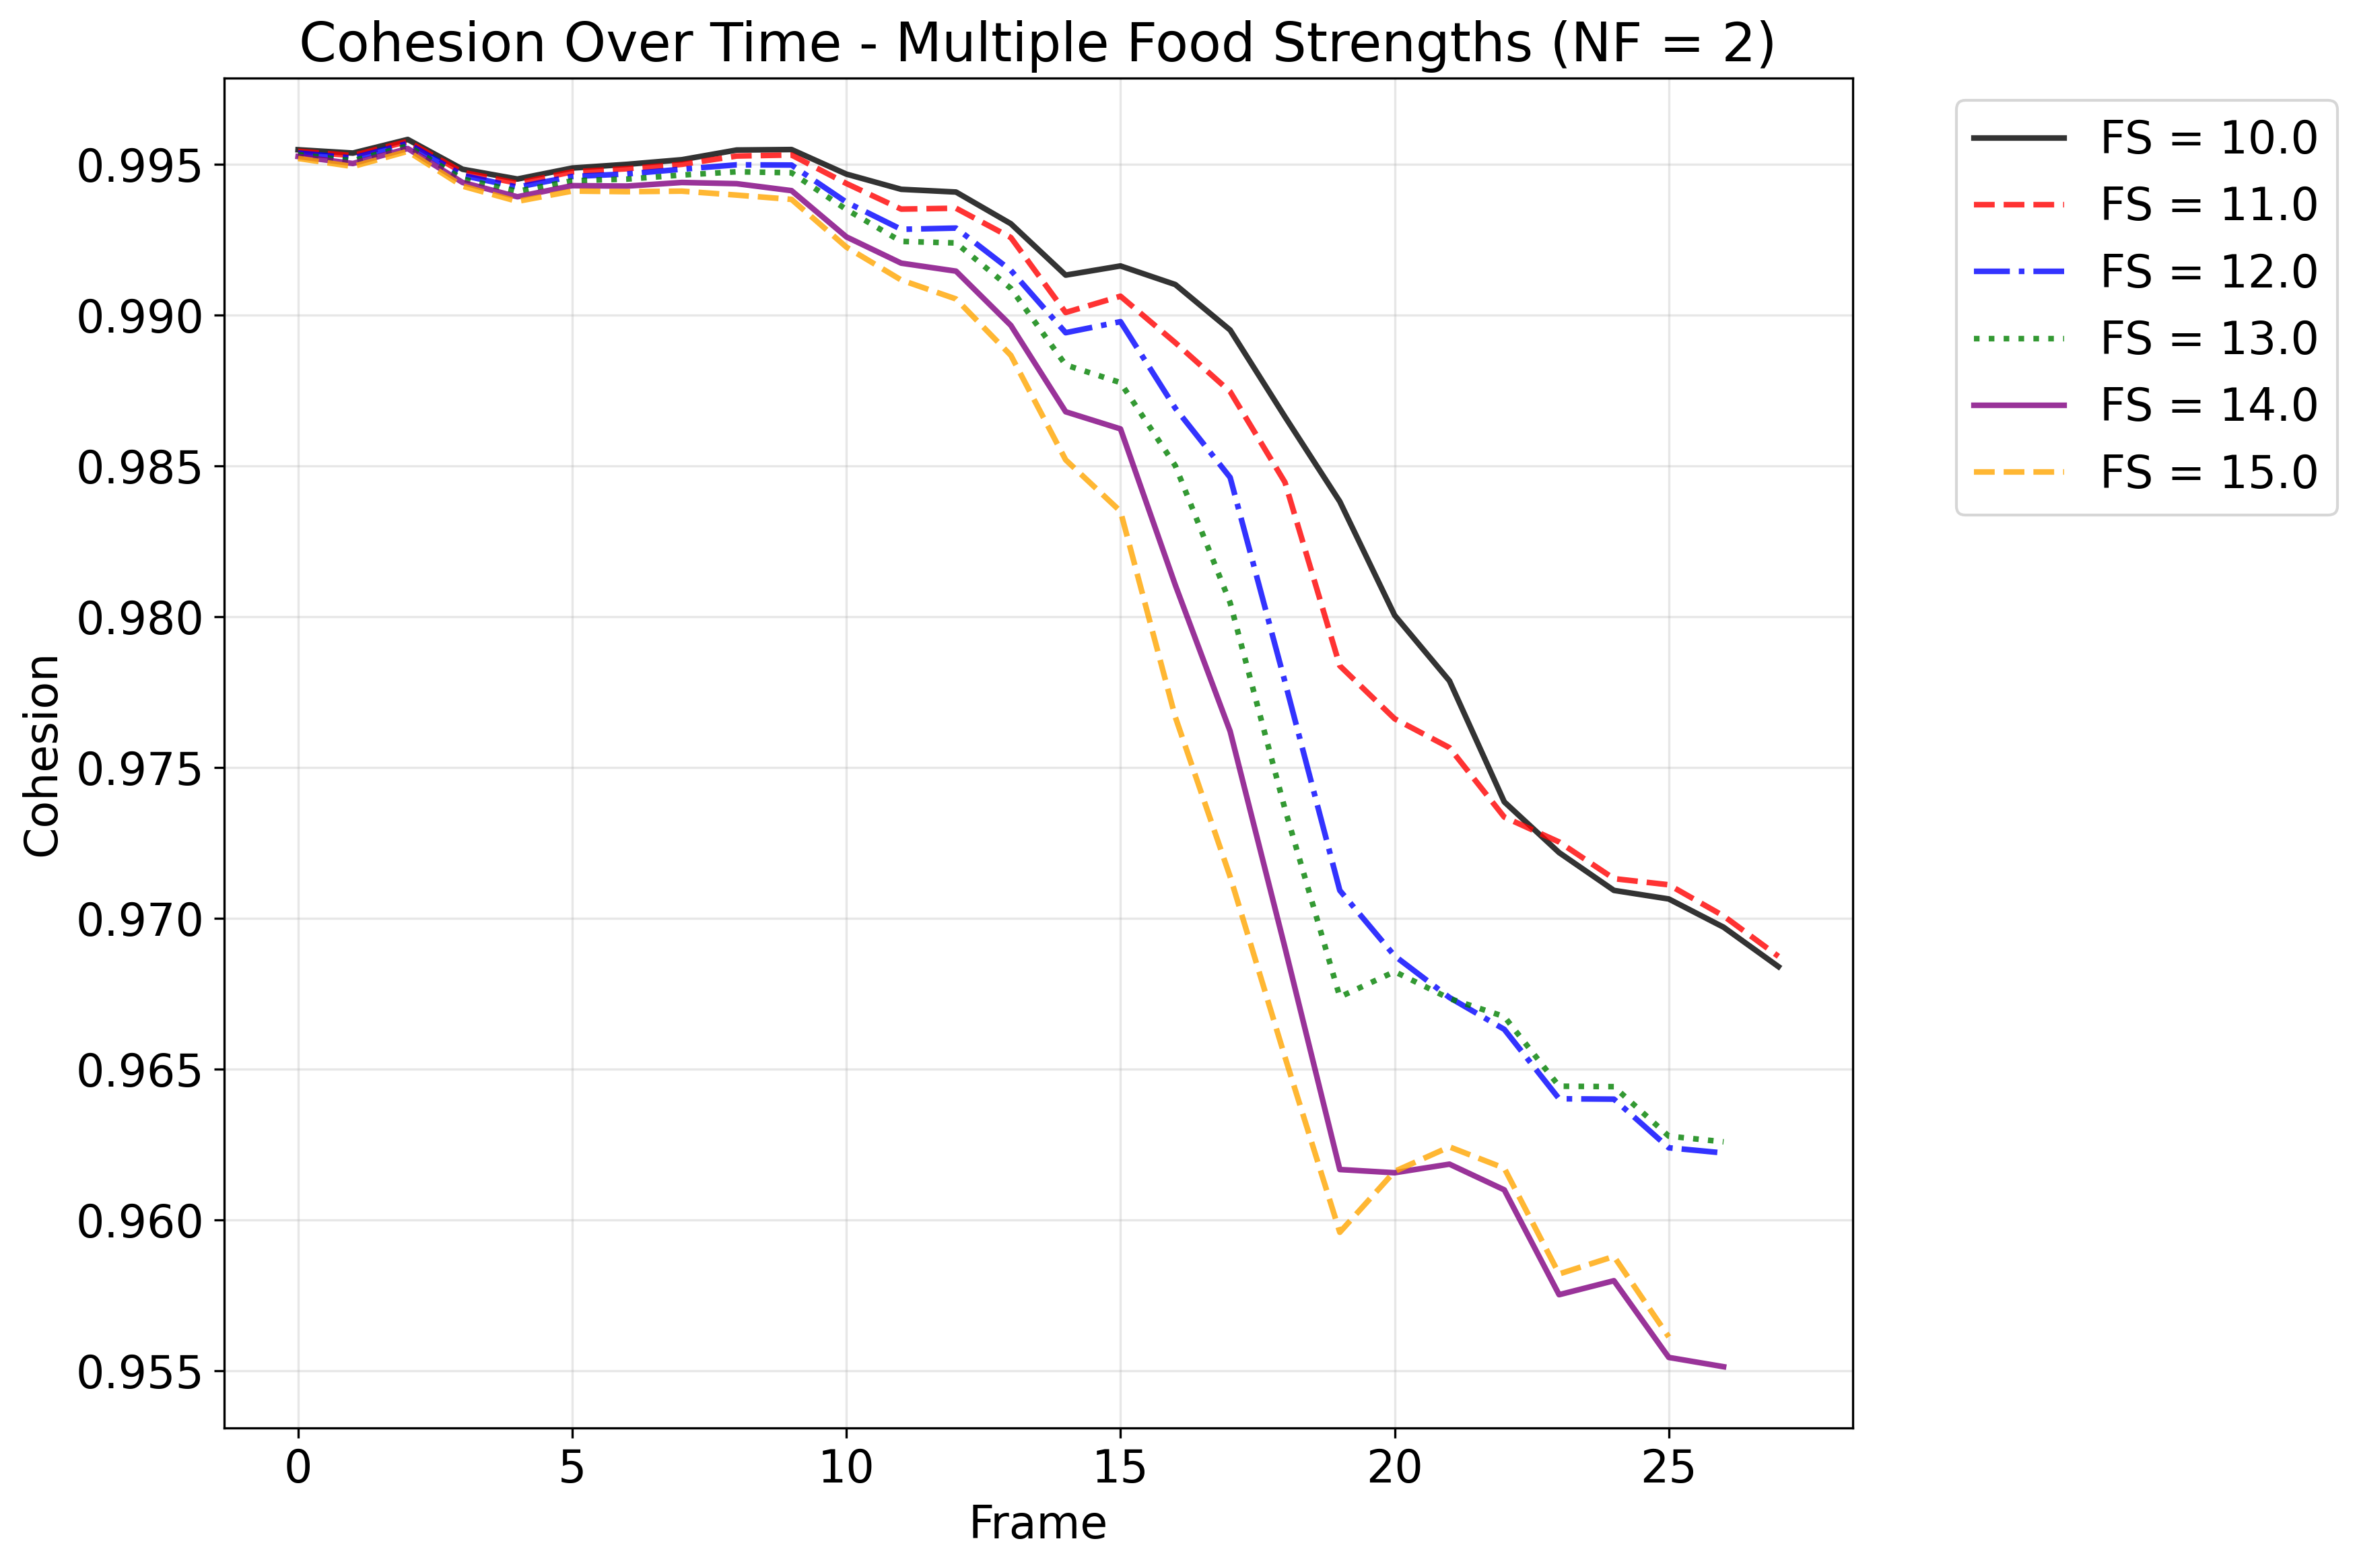 Cohesion Over Time - Multiple Food Strengths (NF = 2)
FS = 10.0
FS = 11.0
FS = 12.0
FS = 13.0
FS = 14.0
FS = 15.0
Cohesion
0.995
0.990
0.985
0.980
0.975
0.970
0.965
0.960
0.955
0 5 10 15 20 25
Frame